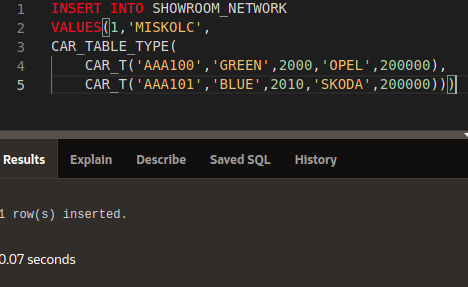 1 INSERT INTO SHOWROOM_NETWORK
2 VALUES(1,'MISKOLC',
3 CAR_TABLE_TYPE(
4 CAR_T('AAA100','GREEN',2000,'OPEL',200000),
5 CAR_T('AAA101','BLUE',2010,'SKODA',200000)))
Results Explain Describe Saved SQL History
1 row(s) inserted.
0.07 seconds